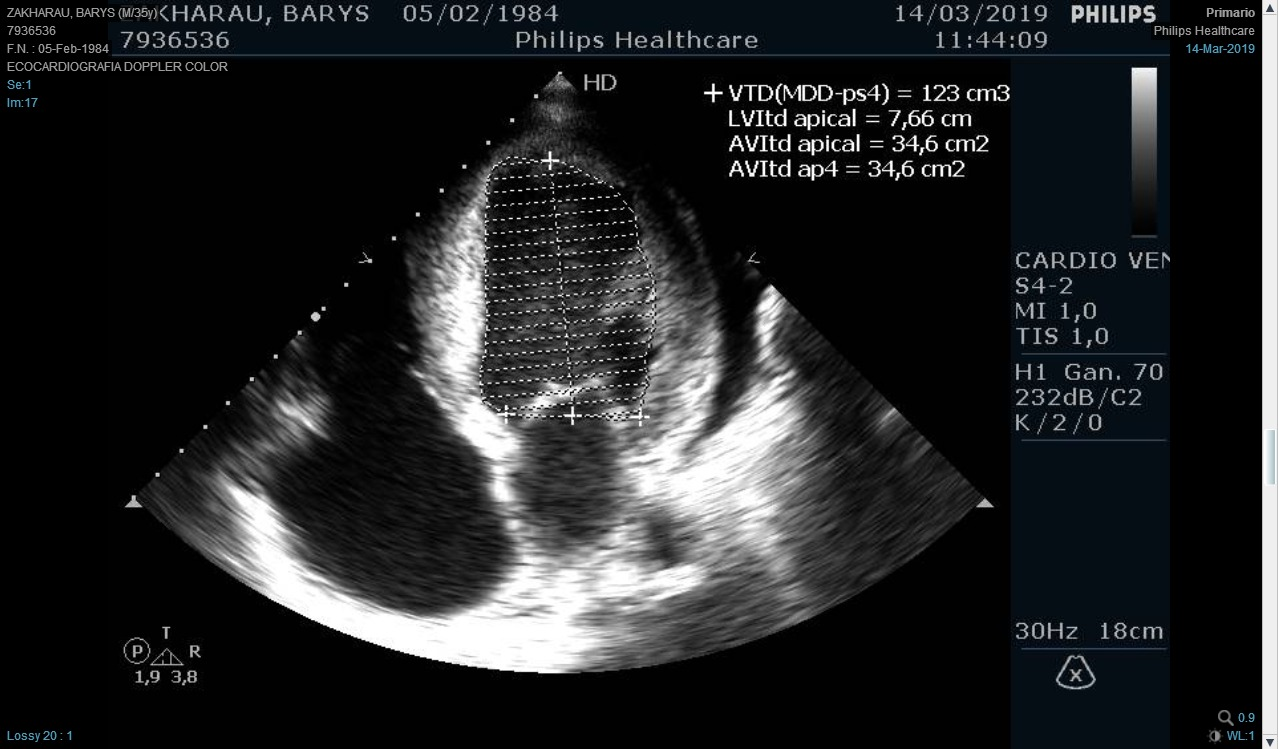 ZAKHARAU, BARYS (M/35y)
7936536
F.N. : 05-Feb-1984
ECOCARDIOGRAFIA DOPPLER COLOR
Se:1
Im:17
KHARAU, BARYS 05/02/1984 14/03/2019 PHILIPS
7936536 Philips Healthcare 11:44:09
Primario
Philips Healthcare
14-Mar-2019
HD
VTD(MDD-ps4) = 123 cm3
LVItd apical = 7,66 cm
AVItd apical = 34,6 cm2
AVItd ap4 = 34,6 cm2
CARDIO VEN
S4-2
MI 1,0
TIS 1,0
H1 Gan. 70
232dB/C2
K/2/0
30Hz 18cm
X
T
P R
1,9 3,8
Lossy 20 : 1
0.9
WL:1